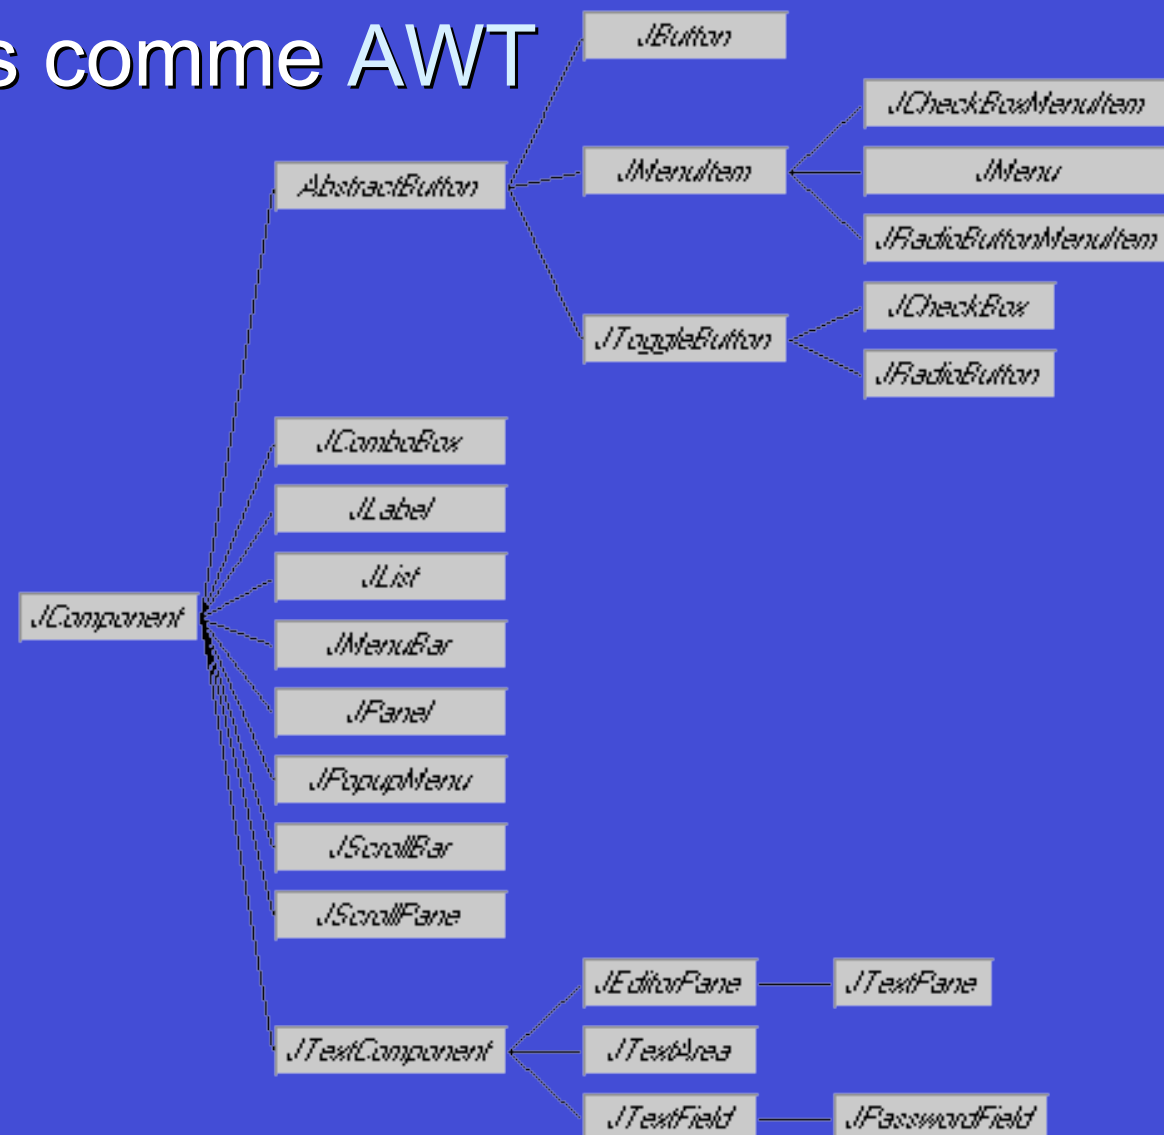 s comme AWT
JButton
JCheckBoxMenuItem
AbstractButton
JMenuItem
JMenu
JRadioButtonMenuItem
JCheckBox
JToggleButton
JRadioButton
JComboBox
JLabel
JList
JComponent
JMenuBar
JPanel
JPopupMenu
JScrollBar
JScrollPane
JEditorPane
JTextPane
JTextComponent
JTextArea
JTextField
JPasswordField